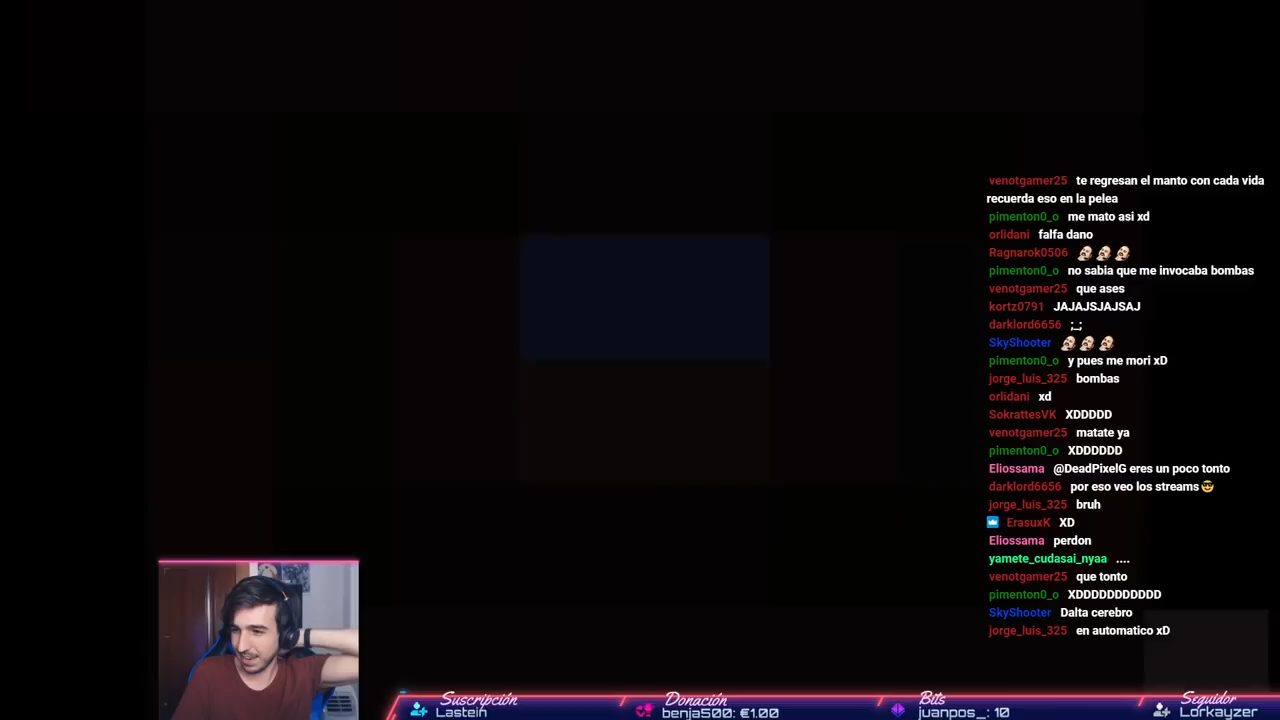 venotgamer25 te regresan el manto con cada vida
recuerda eso en la pelea
pimenton0_o me mato asi xd
orlidani falfa dano
Ragnarok0506
pimenton0_o no sabia que me invocaba bombas
venotgamer25 que ases
kortz0791 JAJAJSJAJSAJ
darklord6656 ;_;
SkyShooter
pimenton0_o y pues me mori xD
jorge_luis_325 bombas
orlidani xd
SokrattesVK XDDDDD
venotgamer25 matate ya
pimenton0_o XDDDDDD
Eliossama @DeadPixelG eres un poco tonto
darklord6656 por eso veo los streams😎
jorge_luis_325 bruh
ErasuxK XD
Eliossama perdon
yamete_cudasai_nyaa ....
venotgamer25 que tonto
pimenton0_o XDDDDDDDDDDD
SkyShooter Dalta cerebro
jorge_luis_325 en automatico xD
Suscripción Donación Bits Seguidor
Lastein benja500: €1.00 juanpos_: 10 Lorkayzer